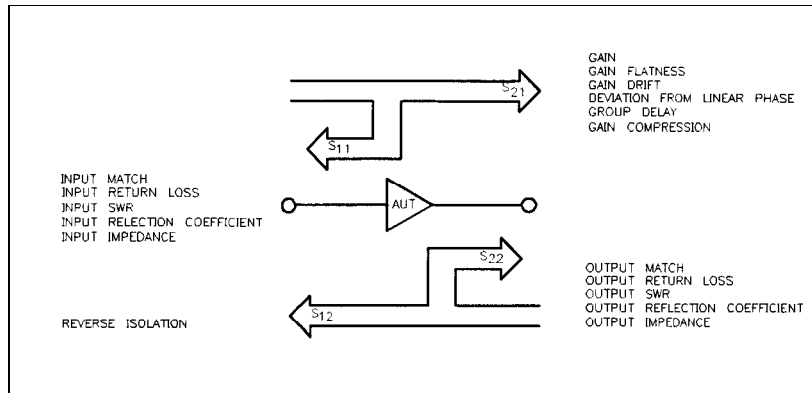 GAIN
GAIN FLATNESS
GAIN DRIFT
DEVIATION FROM LINEAR PHASE
GROUP DELAY
GAIN COMPRESSION
S21
S11
INPUT MATCH
INPUT RETURN LOSS
INPUT SWR
INPUT RELECTION COEFFICIENT
INPUT IMPEDANCE
AUT
S22
OUTPUT MATCH
OUTPUT RETURN LOSS
OUTPUT SWR
OUTPUT REFLECTION COEFFICIENT
OUTPUT IMPEDANCE
S12
REVERSE ISOLATION